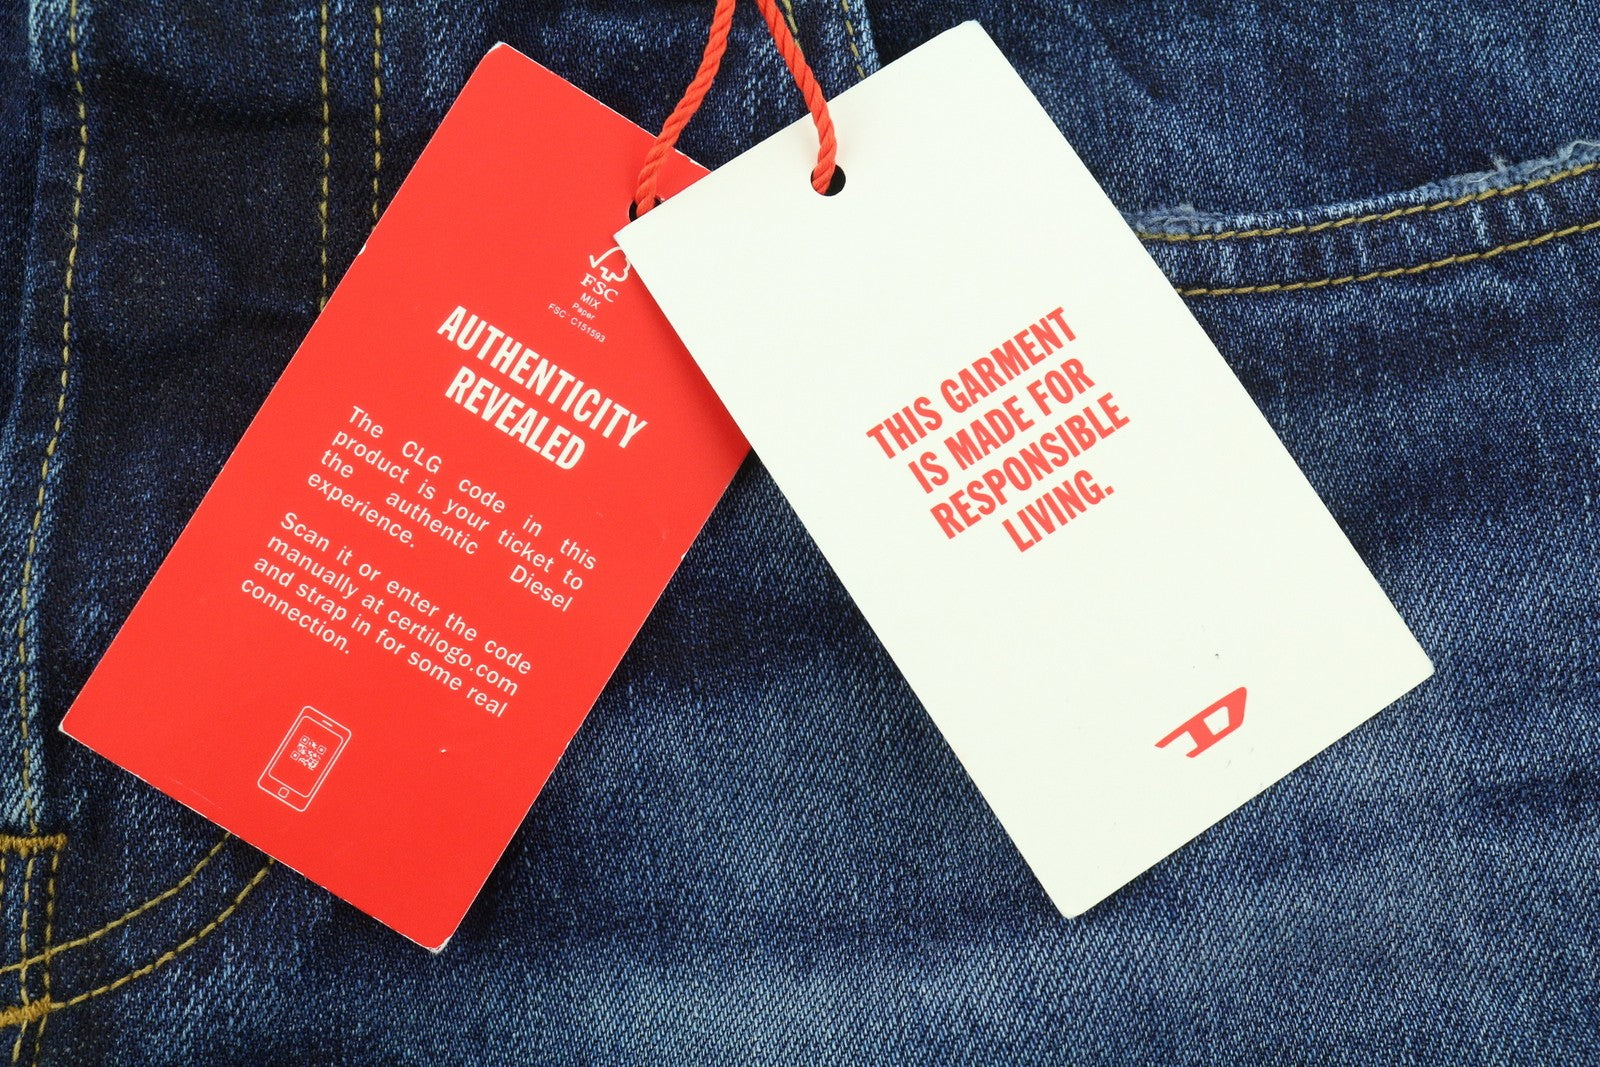 FSC
MIX
Paper
FSC C151593
AUTHENTICITY
REVEALED
The CLG code in this
product is your ticket to
the authentic Diesel
experience.
Scan it or enter the code
manually at certilogo.com
and strap in for some real
connection.
THIS GARMENT
IS MADE FOR
RESPONSIBLE
LIVING.
D